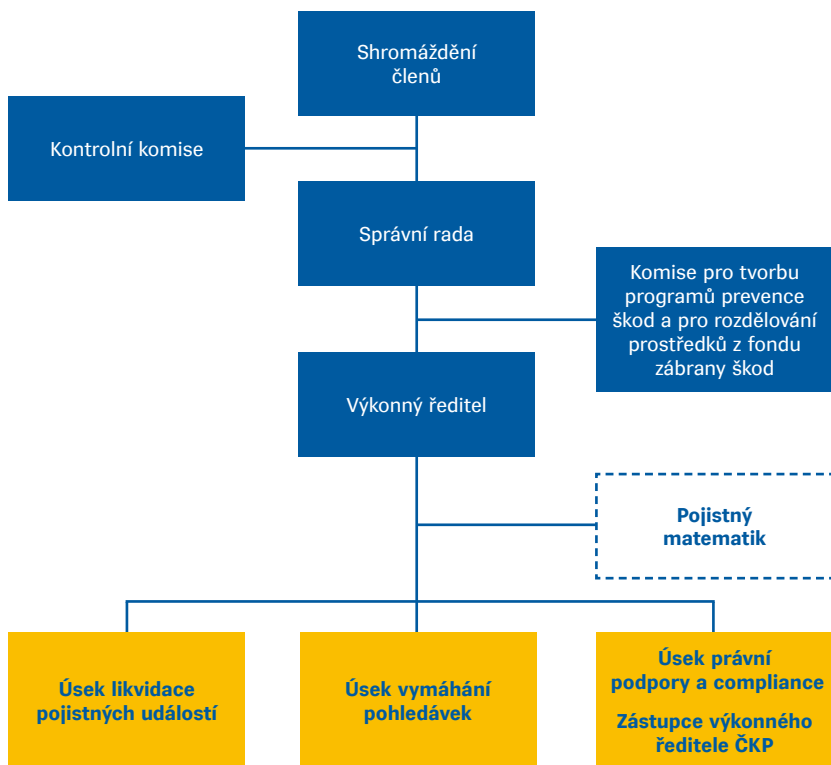 Shromáždění
členů
Kontrolní komise
Správní rada
Komise pro tvorbu
programů prevence
škod a pro rozdělování
prostředků z fondu
zábrany škod
Výkonný ředitel
Pojistný
matematik
Úsek likvidace
pojistných událostí
Úsek vymáhání
pohledávek
Úsek právní
podpory a compliance
Zástupce výkonného
ředitele ČKP